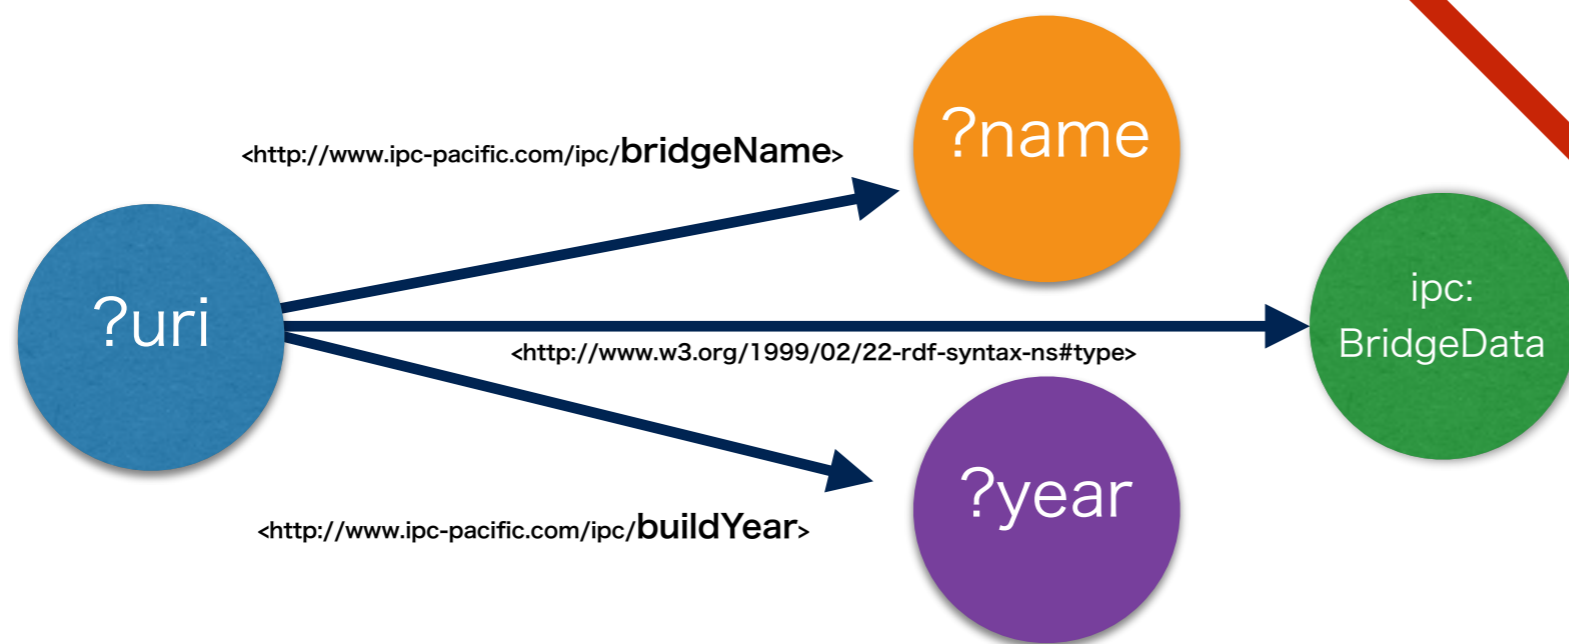 ?name
<http://www.ipc-pacific.com/ipc/bridgeName>
?uri
ipc:
BridgeData
<http://www.w3.org/1999/02/22-rdf-syntax-ns#type>
?year
<http://www.ipc-pacific.com/ipc/buildYear>